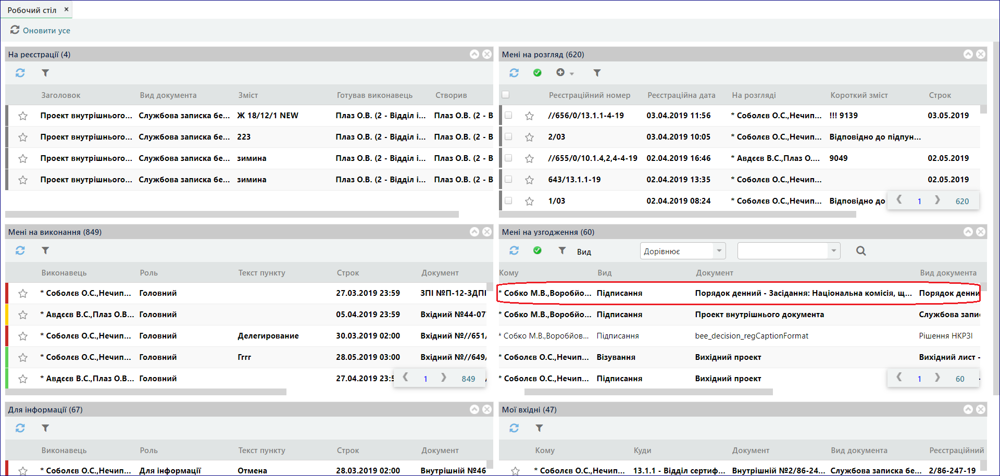 Робочий стіл ×
Оновити усе
На реєстрації (4)
Заголовок Вид документа Зміст Готував виконавець Створив
Проект внутрішнього... Службова записка бе... Ж 18/12/1 NEW Плаз О.В. (2 - Відділ і... Плаз О.В. (2 - В
Проект внутрішнього... Службова записка бе... 223 Плаз О.В. (2 - Відділ і... Плаз О.В. (2 - В
Проект внутрішнього... Службова записка бе... зимина Плаз О.В. (2 - Відділ і... Плаз О.В. (2 - В
Проект внутрішнього... Службова записка бе... зимина Плаз О.В. (2 - Відділ і... Плаз О.В. (2 - В
Мені на розгляд (620)
Реєстраційний номер Реєстраційна дата На розгляді Короткий зміст Строк
//656/0/13.1.1-4-19 03.04.2019 11:56 * Соболєв О.С.,Нечип... !!! 9139 03.05.2019
2/03 03.04.2019 10:05 * Соболєв О.С.,Нечип... Відповідно до підпун...
//655/0/10.1.4,2,4-4-19 02.04.2019 16:46 * Авдєєв В.С.,Плаз О.... 9049 02.05.2019
643/13.1.1-19 02.04.2019 13:35 * Соболєв О.С.,Нечип... 02.05.2019
1/03 02.04.2019 08:24 * Соболєв О.С.,Нечип... Відповідно до
1 620
Мені на виконання (849)
Виконавець Роль Текст пункту Строк Документ
* Соболєв О.С.,Нечип... Головний 27.03.2019 23:59 ЗПІ №П-12-ЗДПІ
* Авдєєв В.С.,Плаз О.В... Головний 05.04.2019 23:59 Вхідний №44-07
* Соболєв О.С.,Нечип... Головний Делегирование 30.03.2019 02:00 Вхідний №//651/
* Соболєв О.С.,Нечип... Головний Гггг 28.05.2019 03:00 Вхідний №//649/
* Авдєєв В.С.,Плаз О.В... Головний 27.04.2019 23:5
1 849
Мені на узгодження (60)
Вид Дорівнює
Кому Вид Документ Вид документа
* Собко М.В.,Воробйо... Підписання Порядок денний - Засідання: Національна комісія, щ... Порядок денни
* Собко М.В.,Воробйо... Підписання Проект внутрішнього документа Службова запи
* Собко М.В.,Воробйов... Підписання bee_decision_regCaptionFormat Рішення НКРЗІ
* Соболєв О.С.,Нечип... Візування Вихідний проект Вихідний лист -
* Соболєв О.С.,Нечип... Підписання Вихідний проект
1 60
Для інформації (67)
Виконавець Роль Текст пункту Строк Документ
* Соболєв О.С.,Нечип... Для інформації Отмена 28.03.2019 02:00 Внутрішній №46
Мої вхідні (47)
Кому Куди Документ Вид документа Реєстраційний
* Соболєв О.С.,Нечип... 13.1.1 - Відділ сертиф... Внутрішній №2/86-24... Службова записка бе... 2/86-247-19